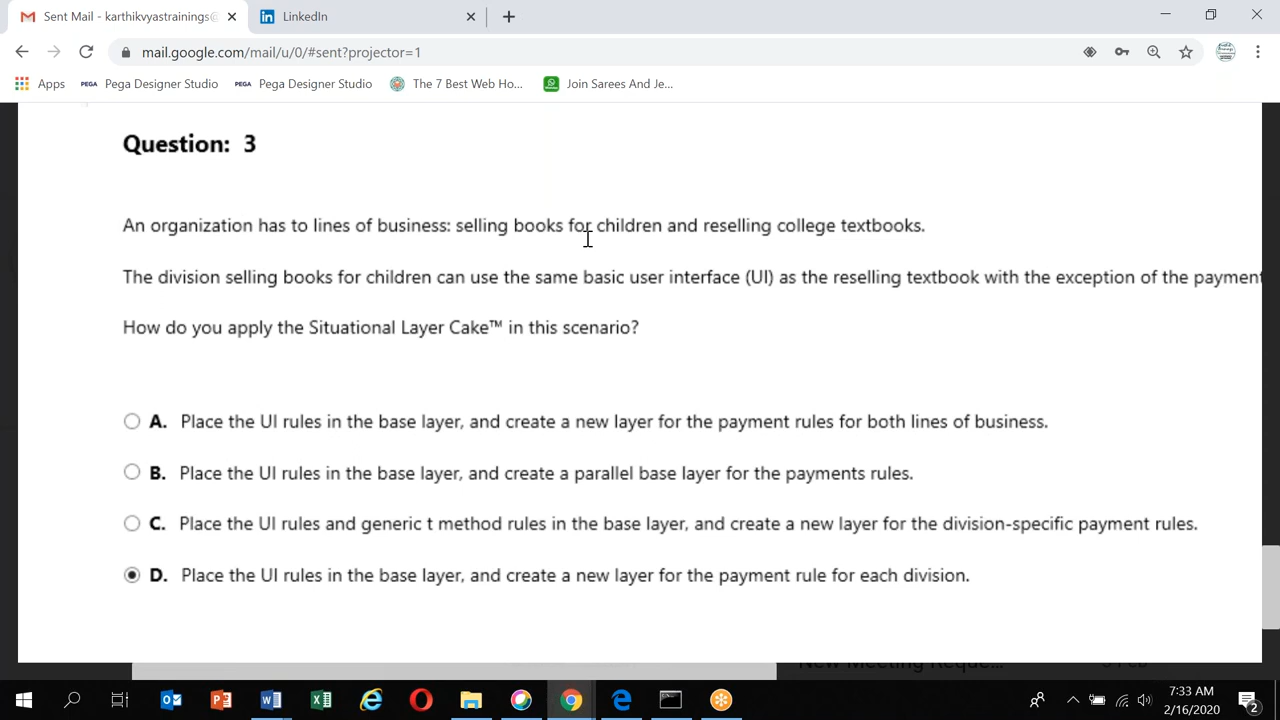 Sent Mail - karthikvyastrainings@
LinkedIn
mail.google.com/mail/u/0/#sent?projector=1
Apps PEGA Pega Designer Studio PEGA Pega Designer Studio The 7 Best Web Ho... Join Sarees And Je...
Question: 3
An organization has to lines of business: selling books for children and reselling college textbooks.
The division selling books for children can use the same basic user interface (UI) as the reselling textbook with the exception of the payment
How do you apply the Situational Layer Cake™ in this scenario?
A. Place the UI rules in the base layer, and create a new layer for the payment rules for both lines of business.
B. Place the UI rules in the base layer, and create a parallel base layer for the payments rules.
C. Place the UI rules and generic t method rules in the base layer, and create a new layer for the division-specific payment rules.
D. Place the UI rules in the base layer, and create a new layer for the payment rule for each division.
New Meeting Reque...
7:33 AM
2/16/2020
2